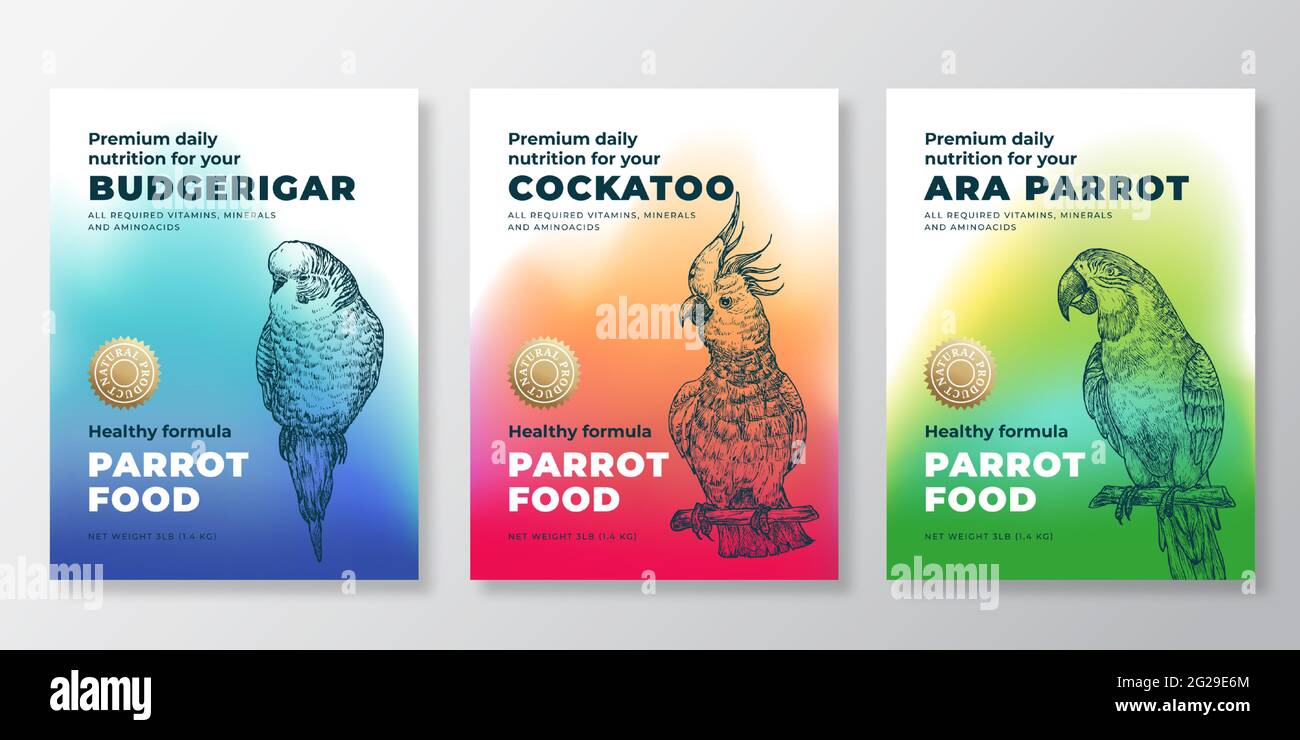 Premium daily
nutrition for your
BUDGERIGAR
ALL REQUIRED VITAMINS, MINERALS
AND AMINOACIDS
NATURAL PRODUCT
Healthy formula
PARROT
FOOD
NET WEIGHT 3LB (1.4 KG)
Premium daily
nutrition for your
COCKATOO
ALL REQUIRED VITAMINS, MINERALS
AND AMINOACIDS
NATURAL PRODUCT
Healthy formula
PARROT
FOOD
NET WEIGHT 3LB (1.4 KG)
Premium daily
nutrition for your
ARA PARROT
ALL REQUIRED VITAMINS, MINERALS
AND AMINOACIDS
NATURAL PRODUCT
Healthy formula
PARROT
FOOD
NET WEIGHT 3LB (1.4 KG)
alamy
alamy
alamy
a
alamy
Image ID: 2G29E6M
www.alamy.com